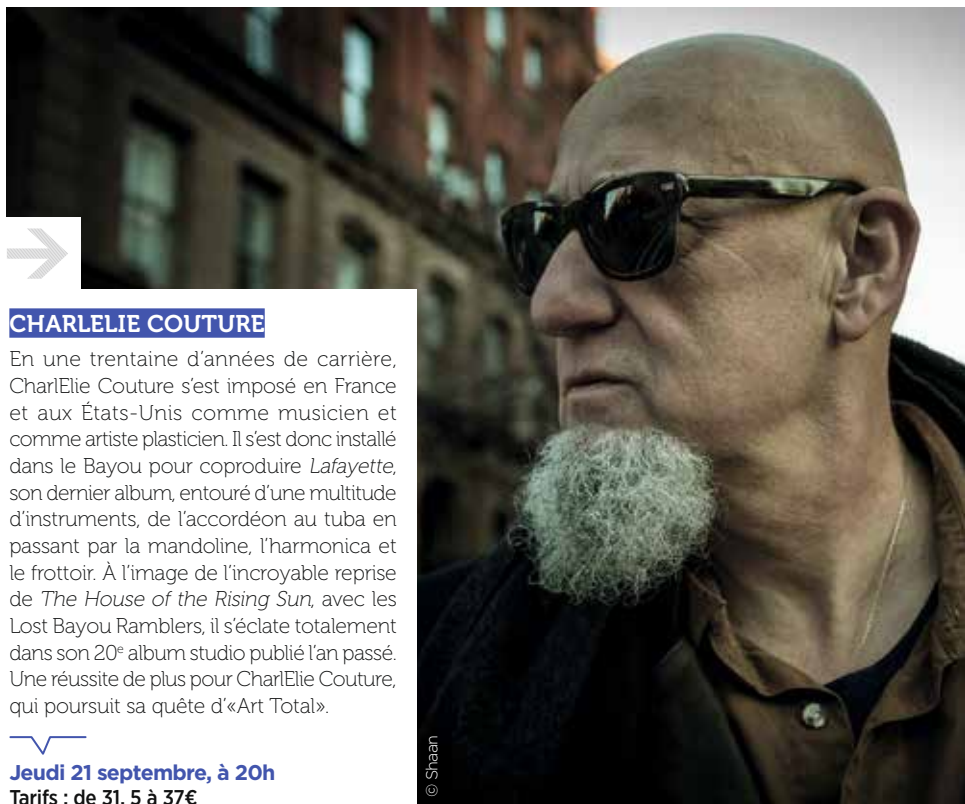 CHARLELIE COUTURE
En une trentaine d’années de carrière,
CharlElie Couture s’est imposé en France
et aux États-Unis comme musicien et
comme artiste plasticien. Il s’est donc installé
dans le Bayou pour coproduire Lafayette,
son dernier album, entouré d’une multitude
d’instruments, de l’accordéon au tuba en
passant par la mandoline, l’harmonica et
le frottoir. À l’image de l’incroyable reprise
de The House of the Rising Sun, avec les
Lost Bayou Ramblers, il s’éclate totalement
dans son 20e album studio publié l’an passé.
Une réussite de plus pour CharlElie Couture,
qui poursuit sa quête d’«Art Total».
Jeudi 21 septembre, à 20h
Tarifs : de 31, 5 à 37€
© Shaan